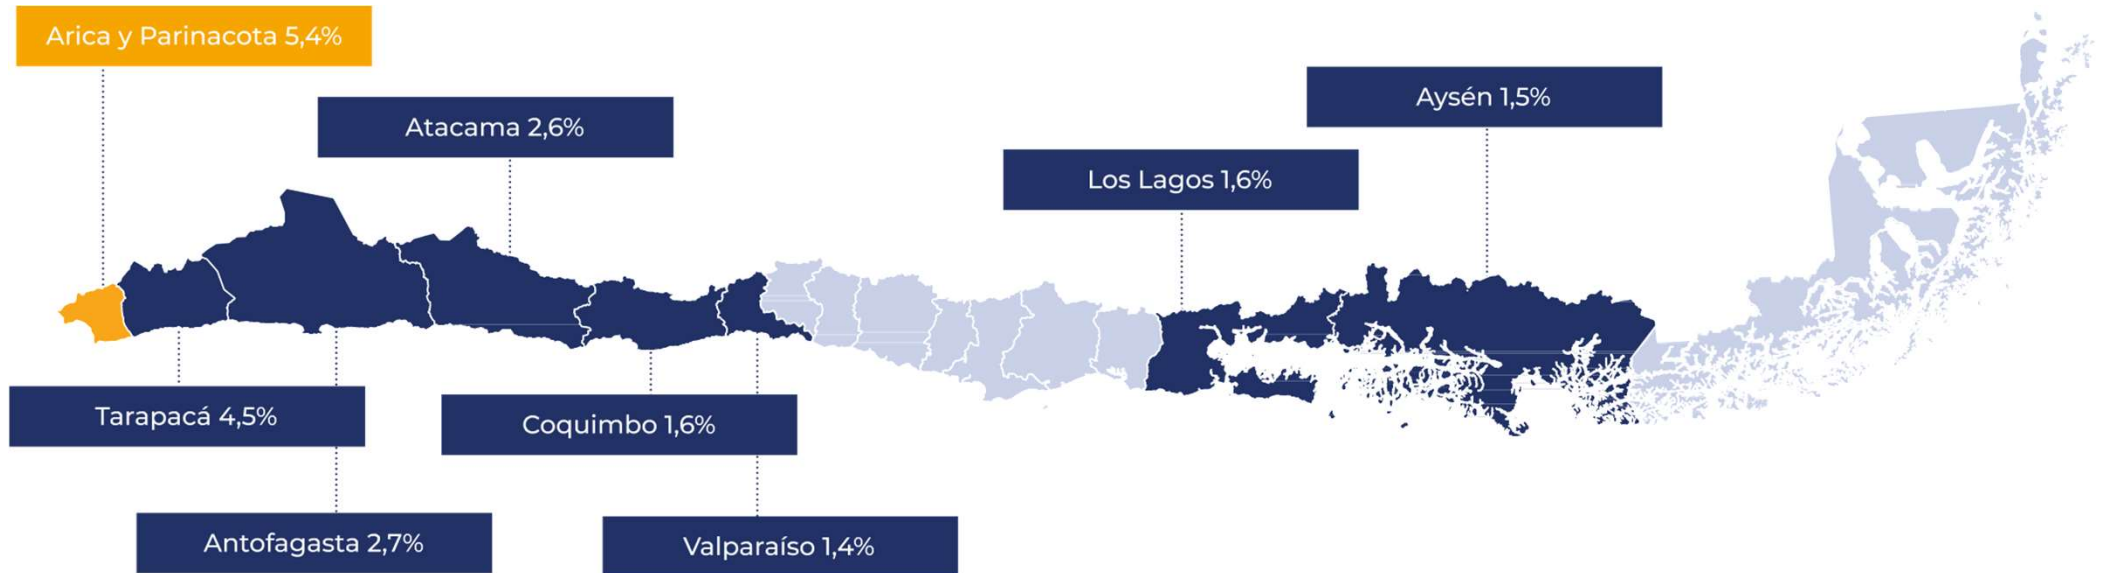 Arica y Parinacota 5,4%
Atacama 2,6%
Aysén 1,5%
Los Lagos 1,6%
Tarapacá 4,5%
Coquimbo 1,6%
Antofagasta 2,7%
Valparaíso 1,4%